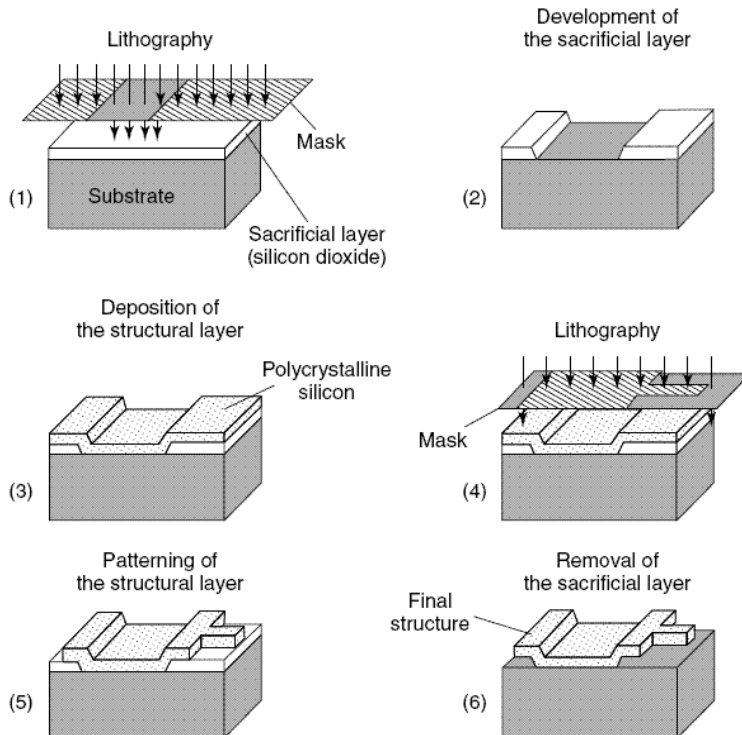 Lithography
Mask
(1)
Substrate
Sacrificial layer
(silicon dioxide)
Development of
the sacrificial layer
(2)
Deposition of
the structural layer
Polycrystalline
silicon
(3)
Lithography
Mask
(4)
Patterning of
the structural layer
(5)
Removal of
the sacrificial layer
Final
structure
(6)